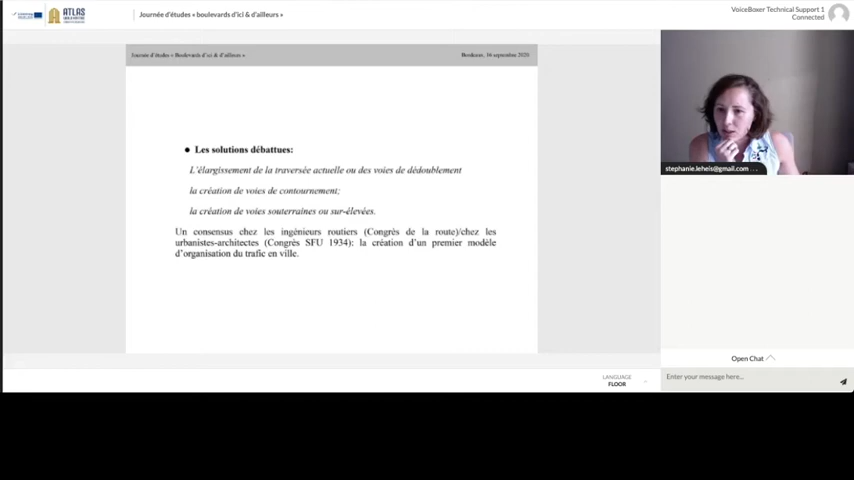 ATLAS
Journée d'études « boulevards d'ici & d'ailleurs »
VoiceBoxer Technical Support 1
Connected
Journée d'études « Boulevards d'ici & d'ailleurs »
Bordeaux, 16 septembre 2020
● Les solutions débattues:
L'élargissement de la traversée actuelle ou des voies de dédoublement
la création de voies de contournement;
la création de voies souterraines ou sur-élevées.
Un consensus chez les ingénieurs routiers (Congrès de la route)/chez les
urbanistes-architectes (Congrès SFU 1934): la création d'un premier modèle
d'organisation du trafic en ville.
stephanie.leheis@gmail.com ...
Open Chat
LANGUAGE
FLOOR
Enter your message here...